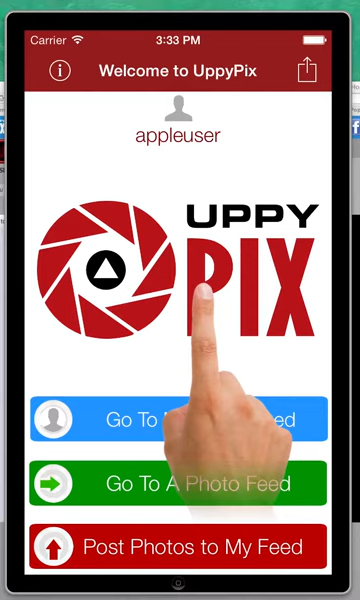 Carrier 3:33 PM
Welcome to UppyPix
appleuser
UPPY
PIX
Go To
Go To A Photo Feed
Post Photos to My Feed